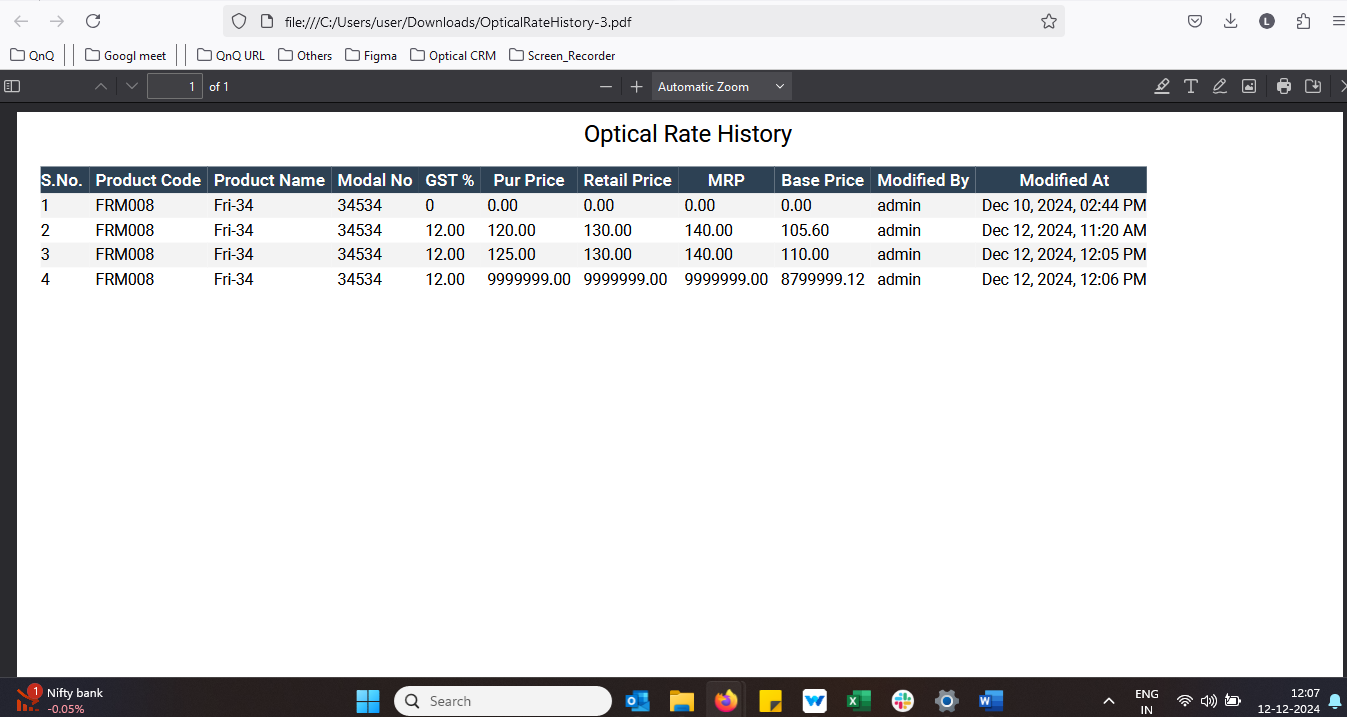 file:///C:/Users/user/Downloads/OpticalRateHistory-3.pdf
L
QnQ Googl meet QnQ URL Others Figma Optical CRM Screen_Recorder
1 of 1 Automatic Zoom
Optical Rate History
S.No. Product Code Product Name Modal No GST % Pur Price Retail Price MRP Base Price Modified By Modified At
1 FRM008 Fri-34 34534 0 0.00 0.00 0.00 0.00 admin Dec 10, 2024, 02:44 PM
2 FRM008 Fri-34 34534 12.00 120.00 130.00 140.00 105.60 admin Dec 12, 2024, 11:20 AM
3 FRM008 Fri-34 34534 12.00 125.00 130.00 140.00 110.00 admin Dec 12, 2024, 12:05 PM
4 FRM008 Fri-34 34534 12.00 9999999.00 9999999.00 9999999.00 8799999.12 admin Dec 12, 2024, 12:06 PM
1 Nifty bank
-0.05%
Search
ENG
IN
12:07
12-12-2024